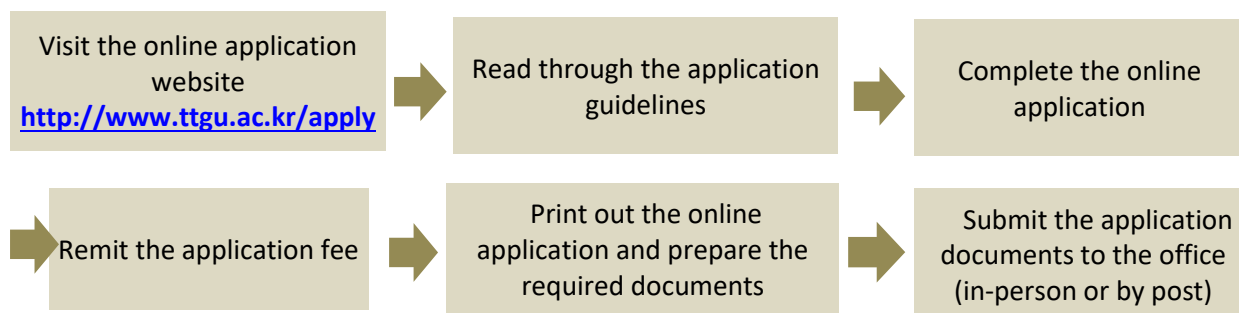 Visit the online application
website
http://www.ttgu.ac.kr/apply
Read through the application
guidelines
Complete the online
application
Remit the application fee
Print out the online
application and prepare the
required documents
Submit the application
documents to the office
(in-person or by post)